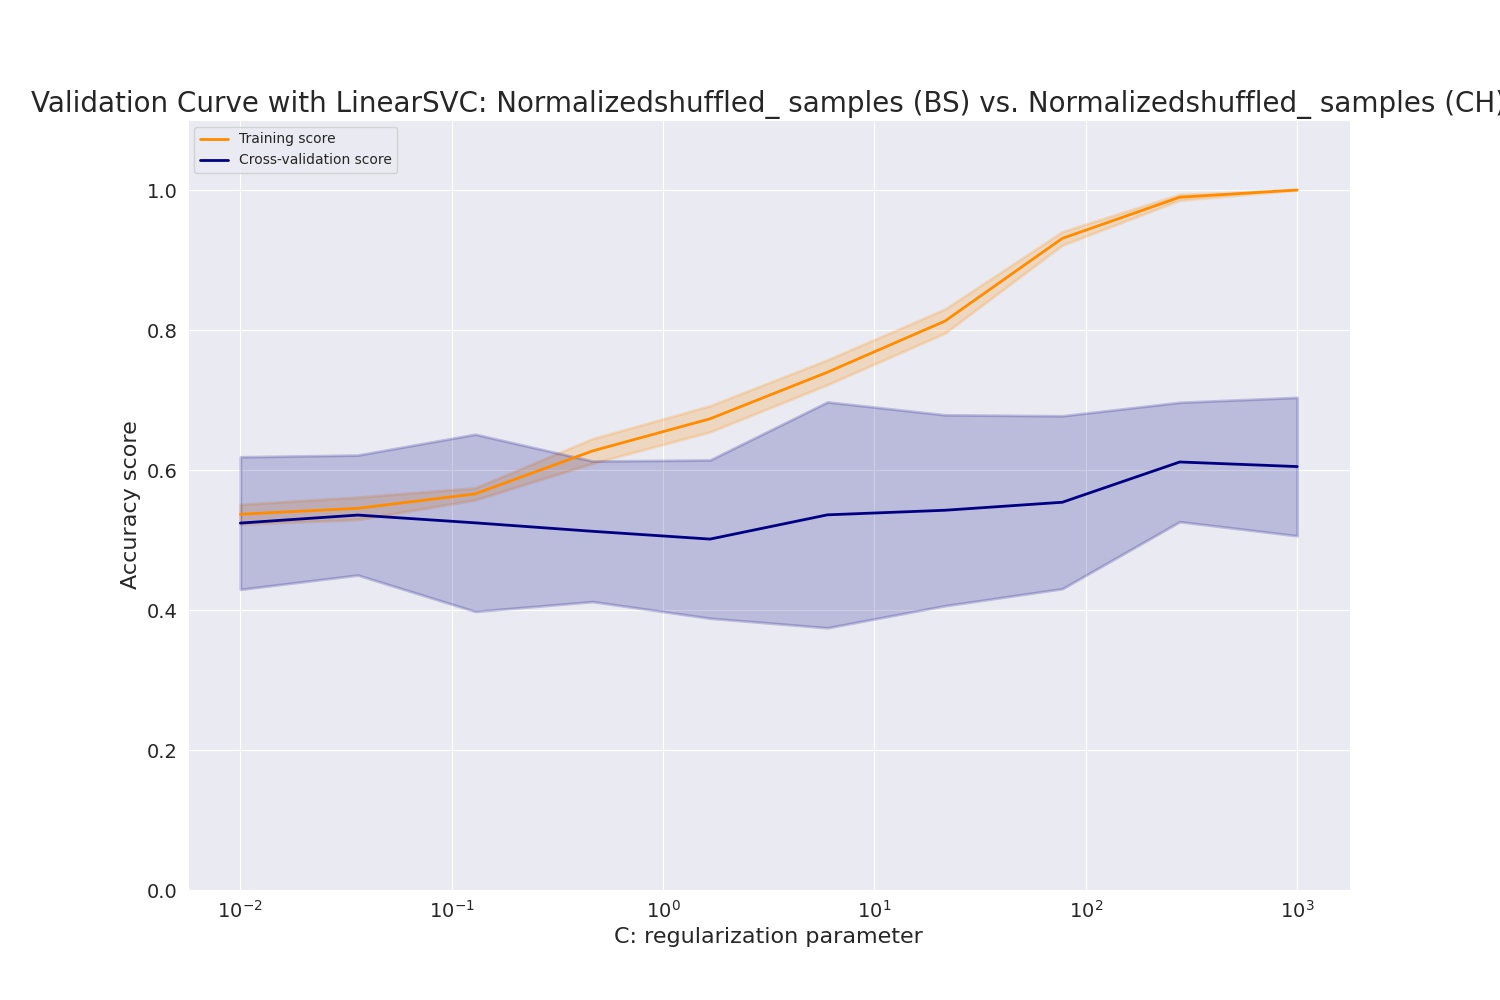 Validation Curve with LinearSVC: Normalizedshuffled_ samples (BS) vs. Normalizedshuffled_ samples (CH)
Training score
Cross-validation score
1.0
0.8
0.6
0.4
0.2
0.0
Accuracy score
10⁻² 10⁻¹ 10⁰ 10¹ 10² 10³
C: regularization parameter